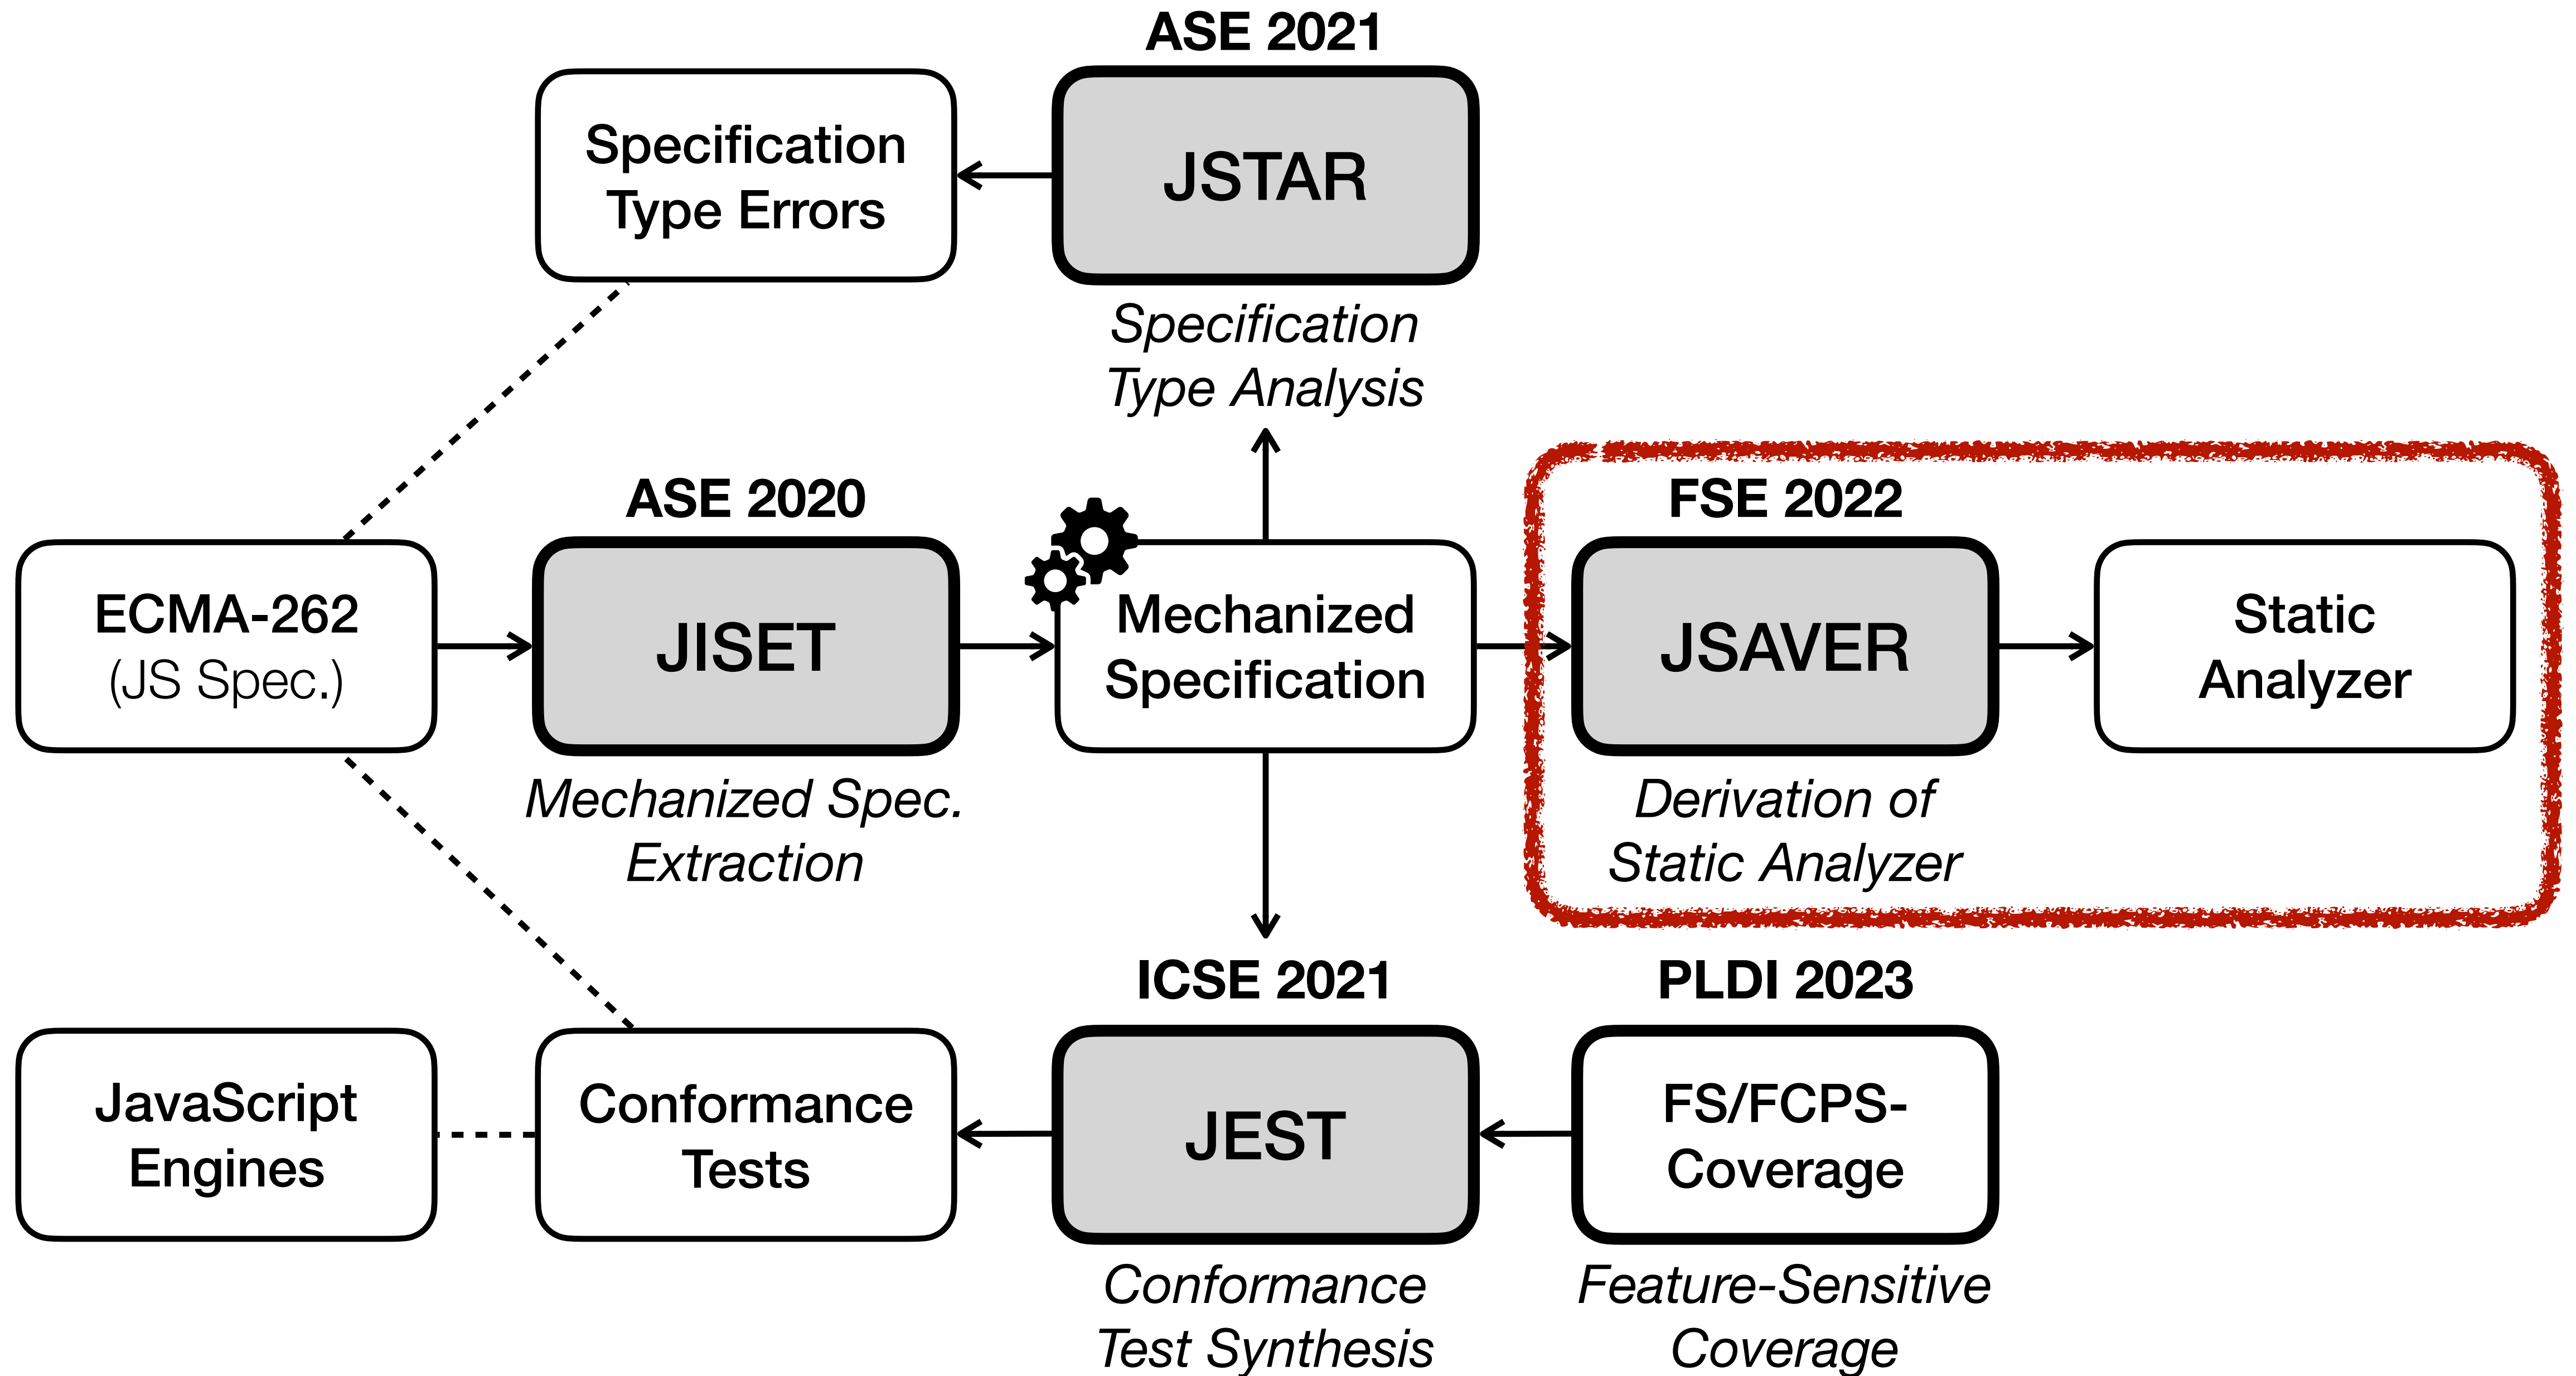 ASE 2021
Specification
Type Errors
JSTAR
Specification
Type Analysis
ASE 2020
FSE 2022
ECMA-262
(JS Spec.)
JISET
Mechanized
Specification
JSAVER
Static
Analyzer
Mechanized Spec.
Extraction
Derivation of
Static Analyzer
ICSE 2021
PLDI 2023
JavaScript
Engines
Conformance
Tests
JEST
FS/FCPS-
Coverage
Conformance
Test Synthesis
Feature-Sensitive
Coverage